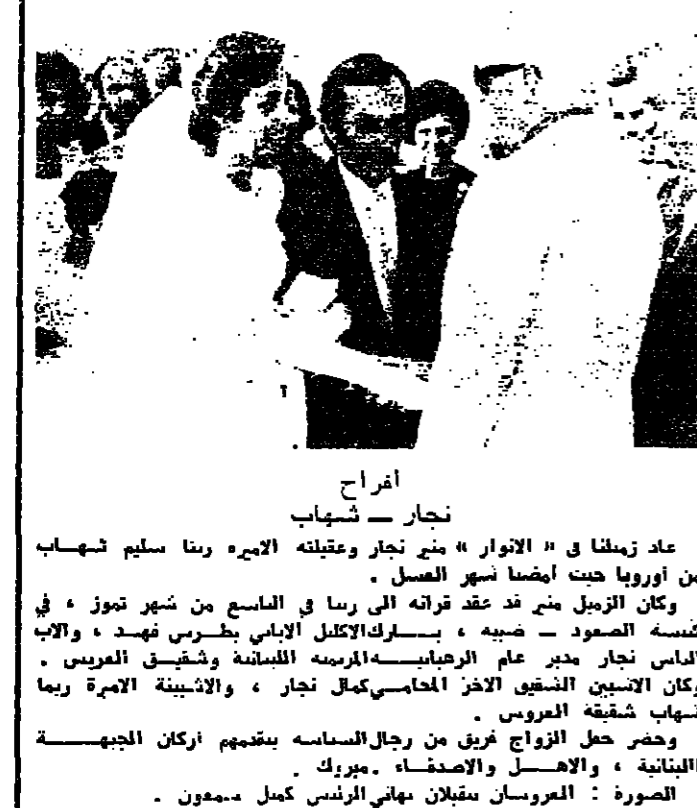 أفراح
نجار — شهاب
عاد زميلنا في « الانوار » منير نجار وعقيلته الاميره ريتا سليم شهاب
من أوروبا حيث أمضيا شهر العسل .
وكان الزميل منير قد عقد قرانه الى ريتا في التاسع من شهر تموز ، في
كنيسة الصعود — ضبيه ، بارك الاكليل الاباتي بطرس فهد ، والاب
الياس نجار مدير عام الرهبانية المريمية اللبنانية وشقيق العريس .
وكان الاشبين الشقيق الاخر المحامي كمال نجار ، والاشبينة الاميرة ريما
شهاب شقيقة العروس .
وحضر حفل الزواج فريق من رجال السياسه يتقدمهم اركان الجبهة
اللبنانية ، والاهل والاصدقاء . مبروك .
الصورة : العروسان يتقبلان تهاني الرئيس كميل شمعون .